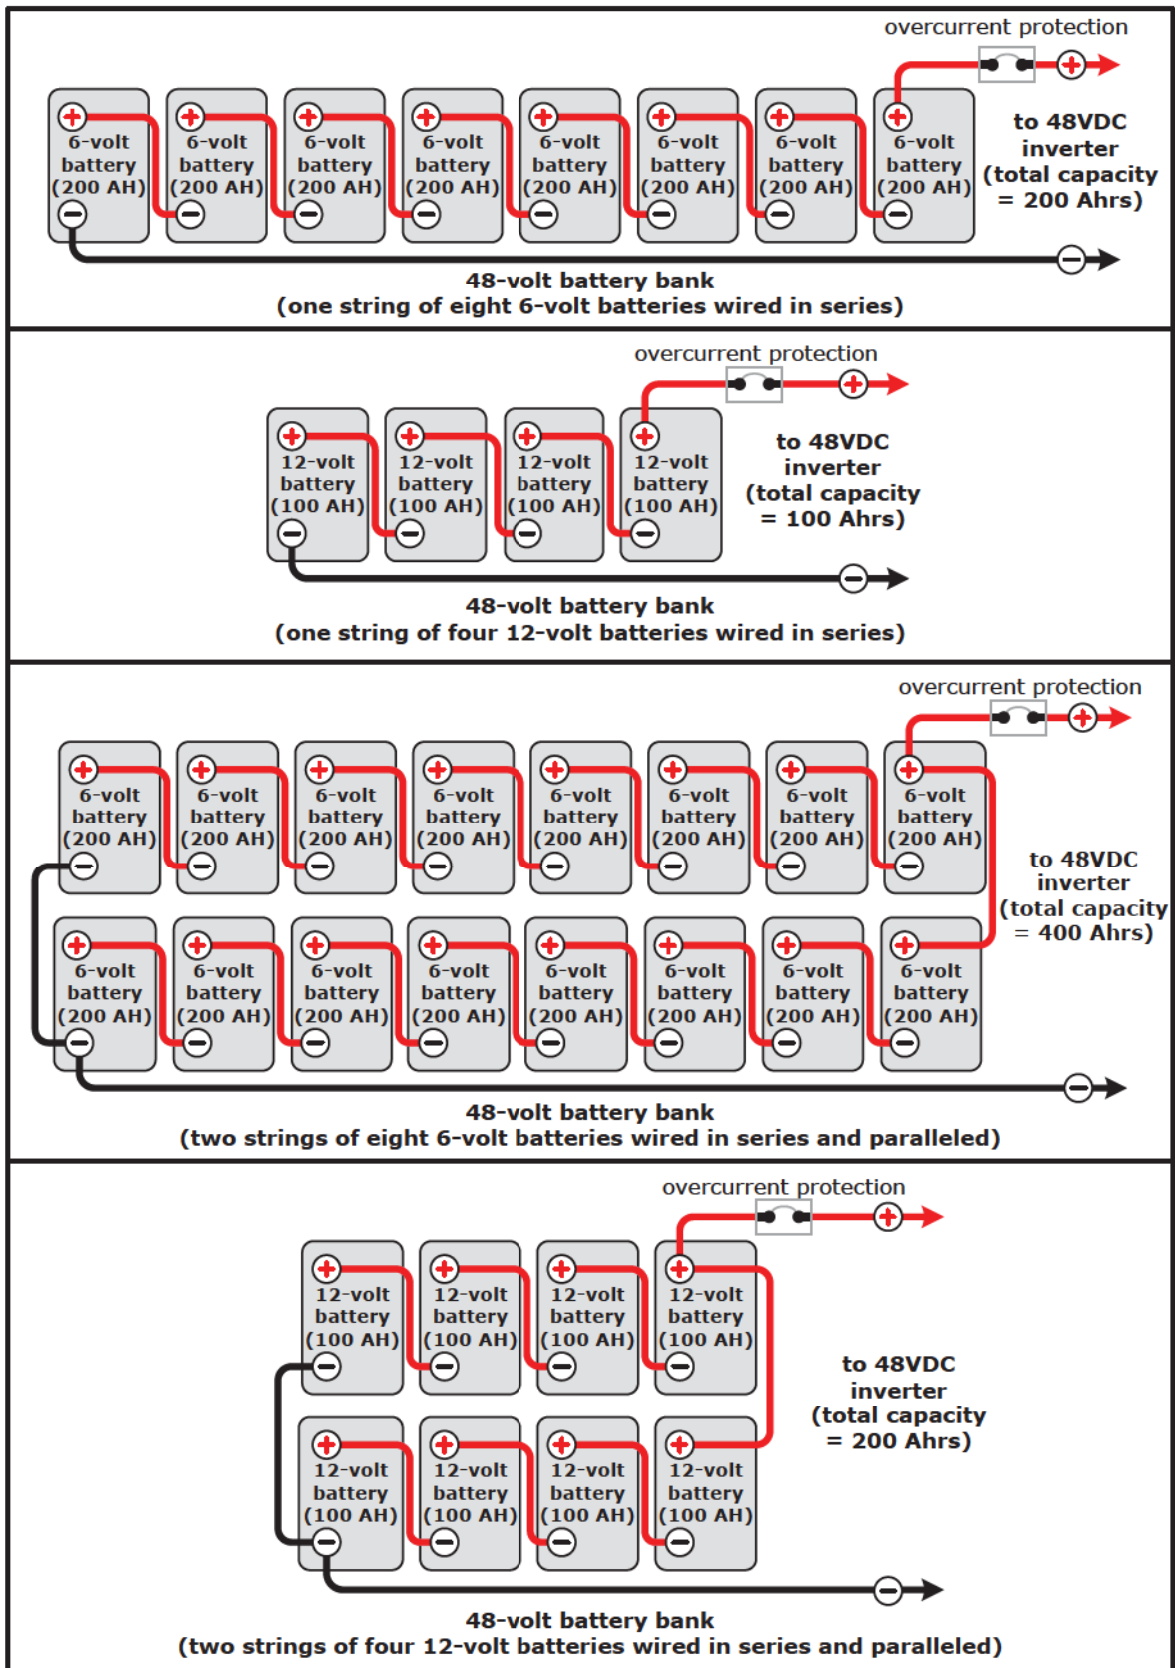 overcurrent protection
6-volt battery (200 AH)
6-volt battery (200 AH)
6-volt battery (200 AH)
6-volt battery (200 AH)
6-volt battery (200 AH)
6-volt battery (200 AH)
6-volt battery (200 AH)
6-volt battery (200 AH)
to 48VDC
inverter
(total capacity
= 200 Ahrs)
48-volt battery bank
(one string of eight 6-volt batteries wired in series)
overcurrent protection
12-volt battery (100 AH)
12-volt battery (100 AH)
12-volt battery (100 AH)
12-volt battery (100 AH)
to 48VDC
inverter
(total capacity
= 100 Ahrs)
48-volt battery bank
(one string of four 12-volt batteries wired in series)
overcurrent protection
6-volt battery (200 AH)
6-volt battery (200 AH)
6-volt battery (200 AH)
6-volt battery (200 AH)
6-volt battery (200 AH)
6-volt battery (200 AH)
6-volt battery (200 AH)
6-volt battery (200 AH)
to 48VDC
inverter
(total capacity
= 400 Ahrs)
6-volt battery (200 AH)
6-volt battery (200 AH)
6-volt battery (200 AH)
6-volt battery (200 AH)
6-volt battery (200 AH)
6-volt battery (200 AH)
6-volt battery (200 AH)
6-volt battery (200 AH)
48-volt battery bank
(two strings of eight 6-volt batteries wired in series and paralleled)
overcurrent protection
12-volt battery (100 AH)
12-volt battery (100 AH)
12-volt battery (100 AH)
12-volt battery (100 AH)
to 48VDC
inverter
(total capacity
= 200 Ahrs)
12-volt battery (100 AH)
12-volt battery (100 AH)
12-volt battery (100 AH)
12-volt battery (100 AH)
48-volt battery bank
(two strings of four 12-volt batteries wired in series and paralleled)